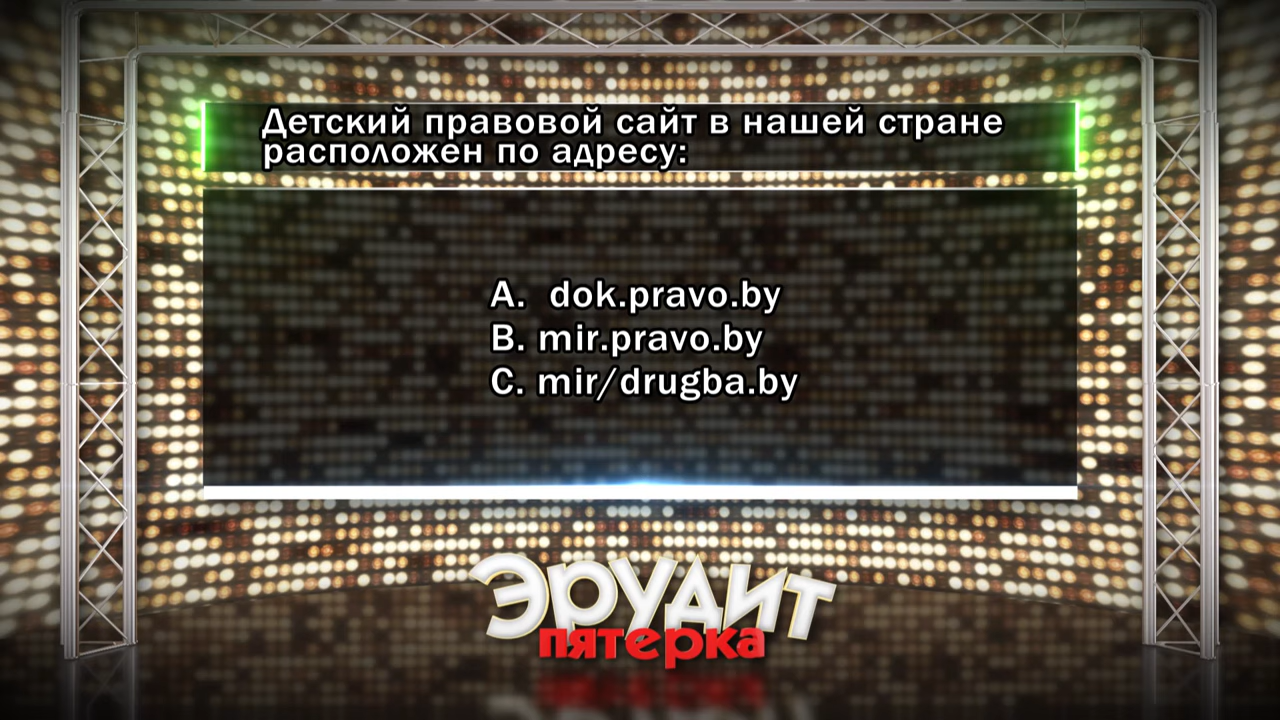 Детский правовой сайт в нашей стране
расположен по адресу:
A. dok.pravo.by
B. mir.pravo.by
C. mir/drugba.by
Эрудит
пятерка